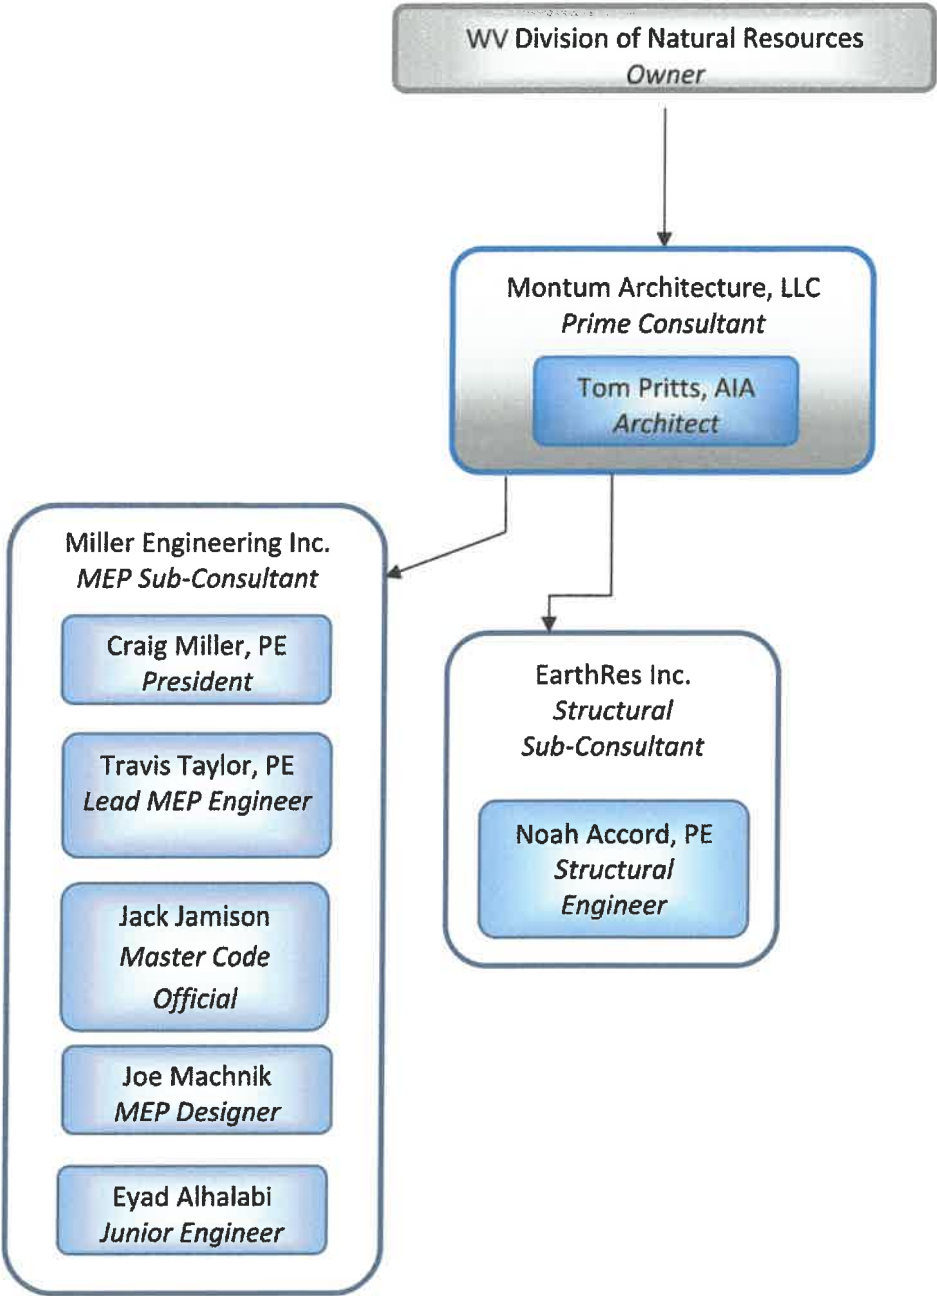 WV Division of Natural Resources
Owner
Montum Architecture, LLC
Prime Consultant
Tom Pritts, AIA
Architect
Miller Engineering Inc.
MEP Sub-Consultant
Craig Miller, PE
President
Travis Taylor, PE
Lead MEP Engineer
Jack Jamison
Master Code
Official
Joe Machnik
MEP Designer
Eyad Alhalabi
Junior Engineer
EarthRes Inc.
Structural
Sub-Consultant
Noah Accord, PE
Structural
Engineer